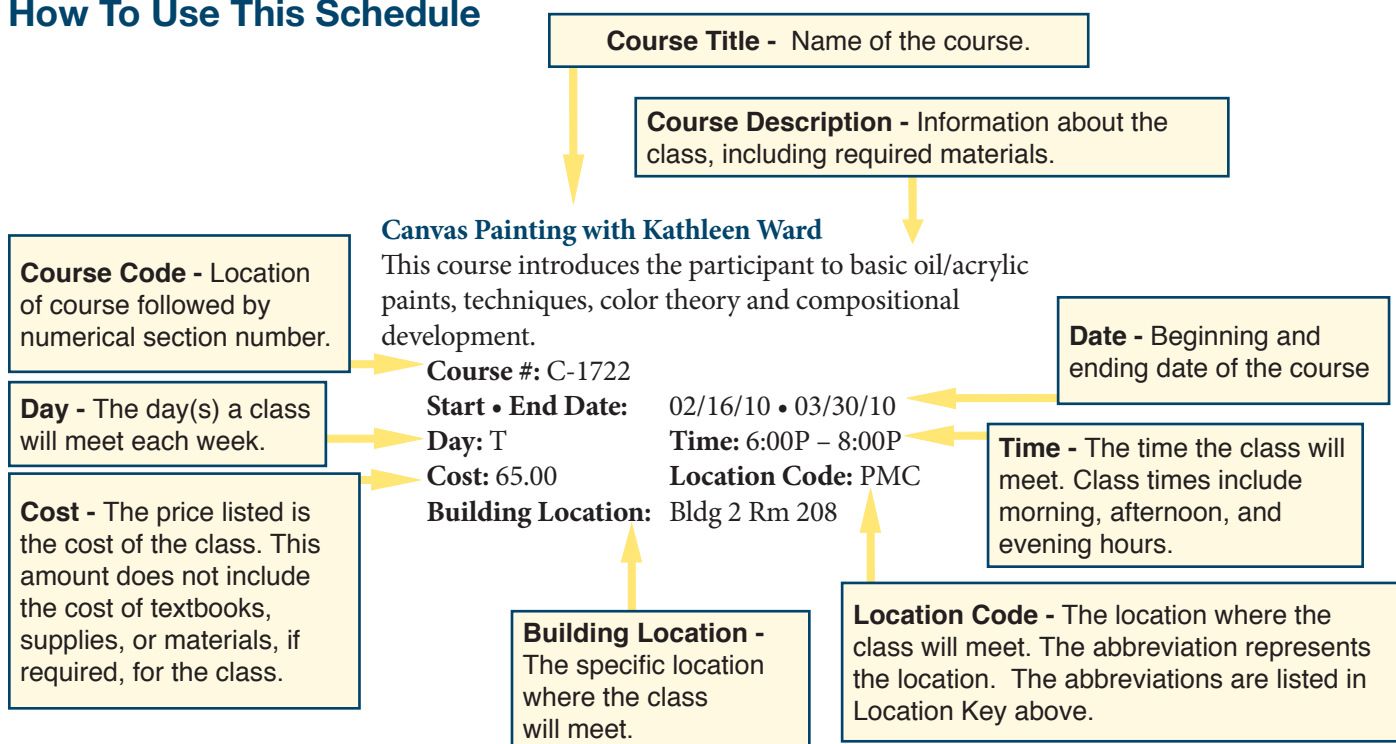 How To Use This Schedule
Course Title - Name of the course.
Course Description - Information about the
class, including required materials.
Canvas Painting with Kathleen Ward
This course introduces the participant to basic oil/acrylic
paints, techniques, color theory and compositional
development.
Course #: C-1722
Start • End Date: 02/16/10 • 03/30/10
Day: T Time: 6:00P – 8:00P
Cost: 65.00 Location Code: PMC
Building Location: Bldg 2 Rm 208
Course Code - Location
of course followed by
numerical section number.
Day - The day(s) a class
will meet each week.
Cost - The price listed is
the cost of the class. This
amount does not include
the cost of textbooks,
supplies, or materials, if
required, for the class.
Date - Beginning and
ending date of the course
Time - The time the class will
meet. Class times include
morning, afternoon, and
evening hours.
Building Location -
The specific location
where the class
will meet.
Location Code - The location where the
class will meet. The abbreviation represents
the location. The abbreviations are listed in
Location Key above.